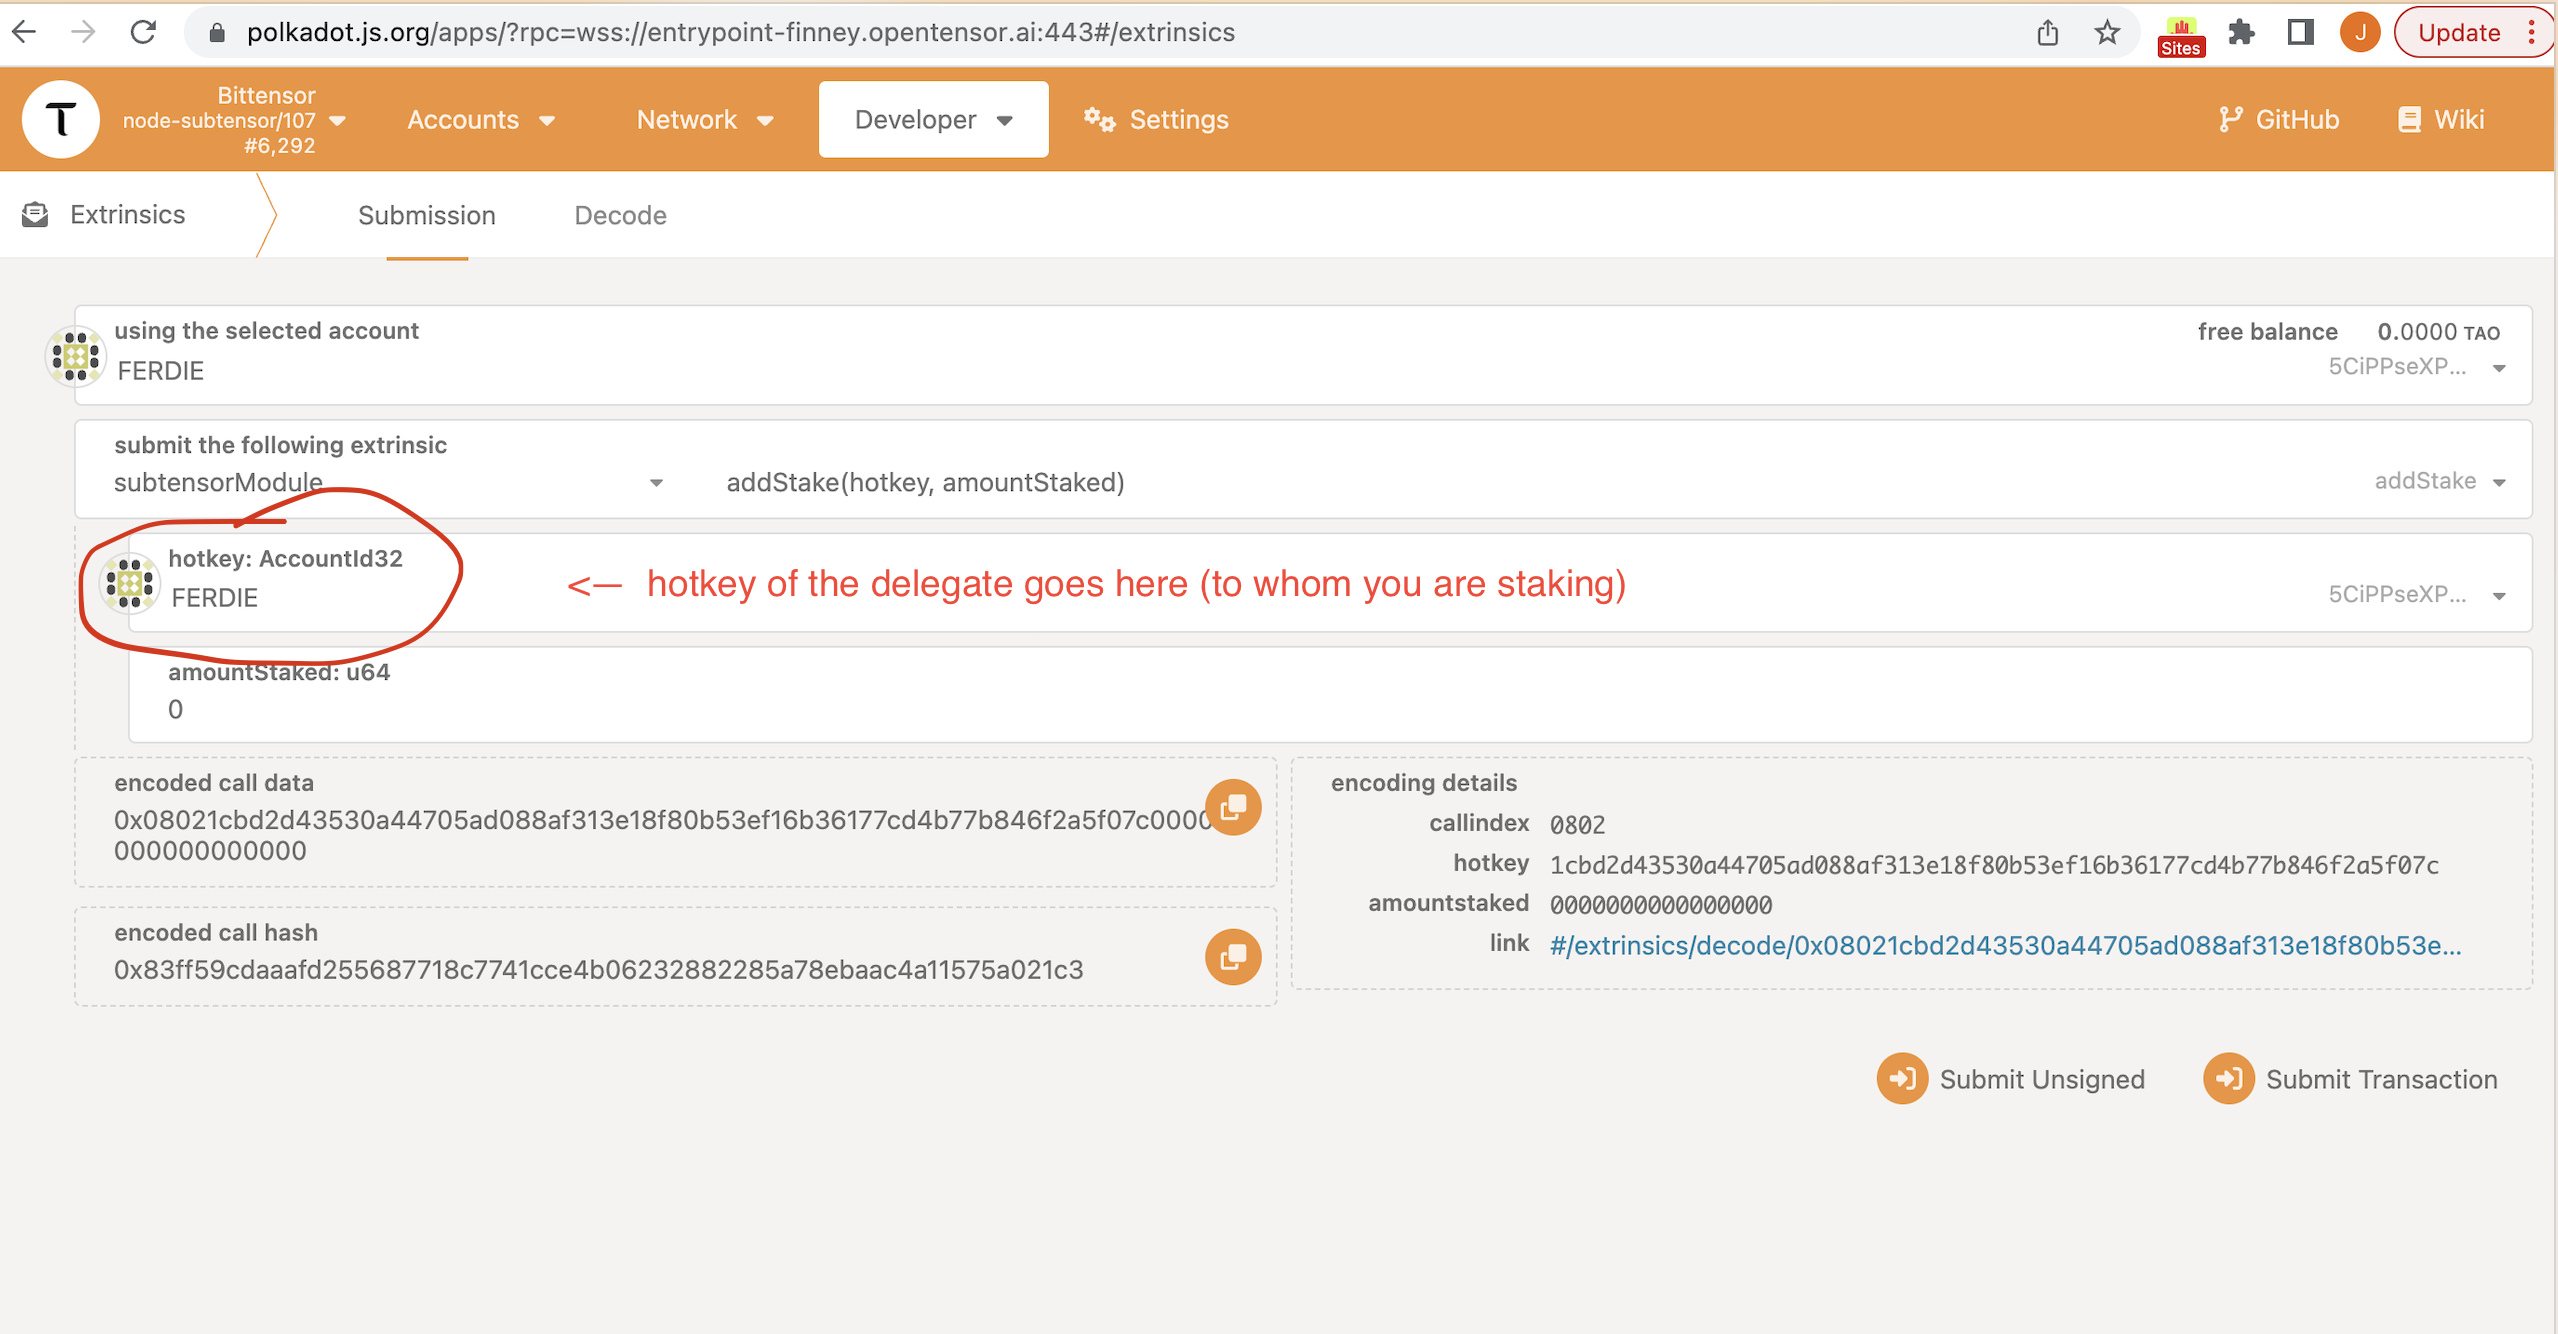 polkadot.js.org/apps/?rpc=wss://entrypoint-finney.opentensor.ai:443#/extrinsics
Sites
J
Update
Bittensor
node-subtensor/107
#6,292
Accounts
Network
Developer
Settings
GitHub
Wiki
Extrinsics
Submission
Decode
using the selected account
FERDIE
free balance 0.0000 TAO
5CiPPseXP...
submit the following extrinsic
subtensorModule
addStake(hotkey, amountStaked)
addStake
hotkey: AccountId32
FERDIE
<— hotkey of the delegate goes here (to whom you are staking)
5CiPPseXP...
amountStaked: u64
0
encoded call data
0x08021cbd2d43530a44705ad088af313e18f80b53ef16b36177cd4b77b846f2a5f07c0000
000000000000
encoded call hash
0x83ff59cdaaafd255687718c7741cce4b06232882285a78ebaac4a11575a021c3
encoding details
callindex 0802
hotkey 1cbd2d43530a44705ad088af313e18f80b53ef16b36177cd4b77b846f2a5f07c
amountstaked 0000000000000000
link #/extrinsics/decode/0x08021cbd2d43530a44705ad088af313e18f80b53e...
Submit Unsigned
Submit Transaction